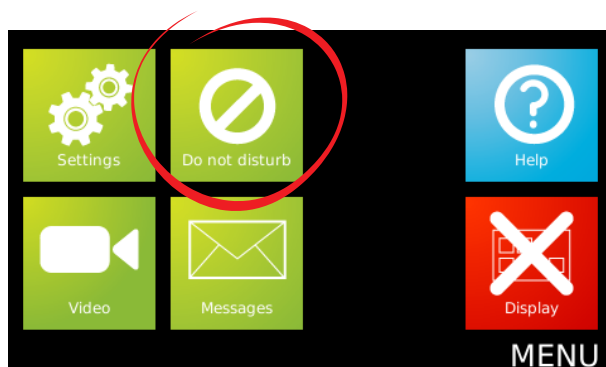 Settings
Do not disturb
?
Help
Video
Messages
Display
MENU